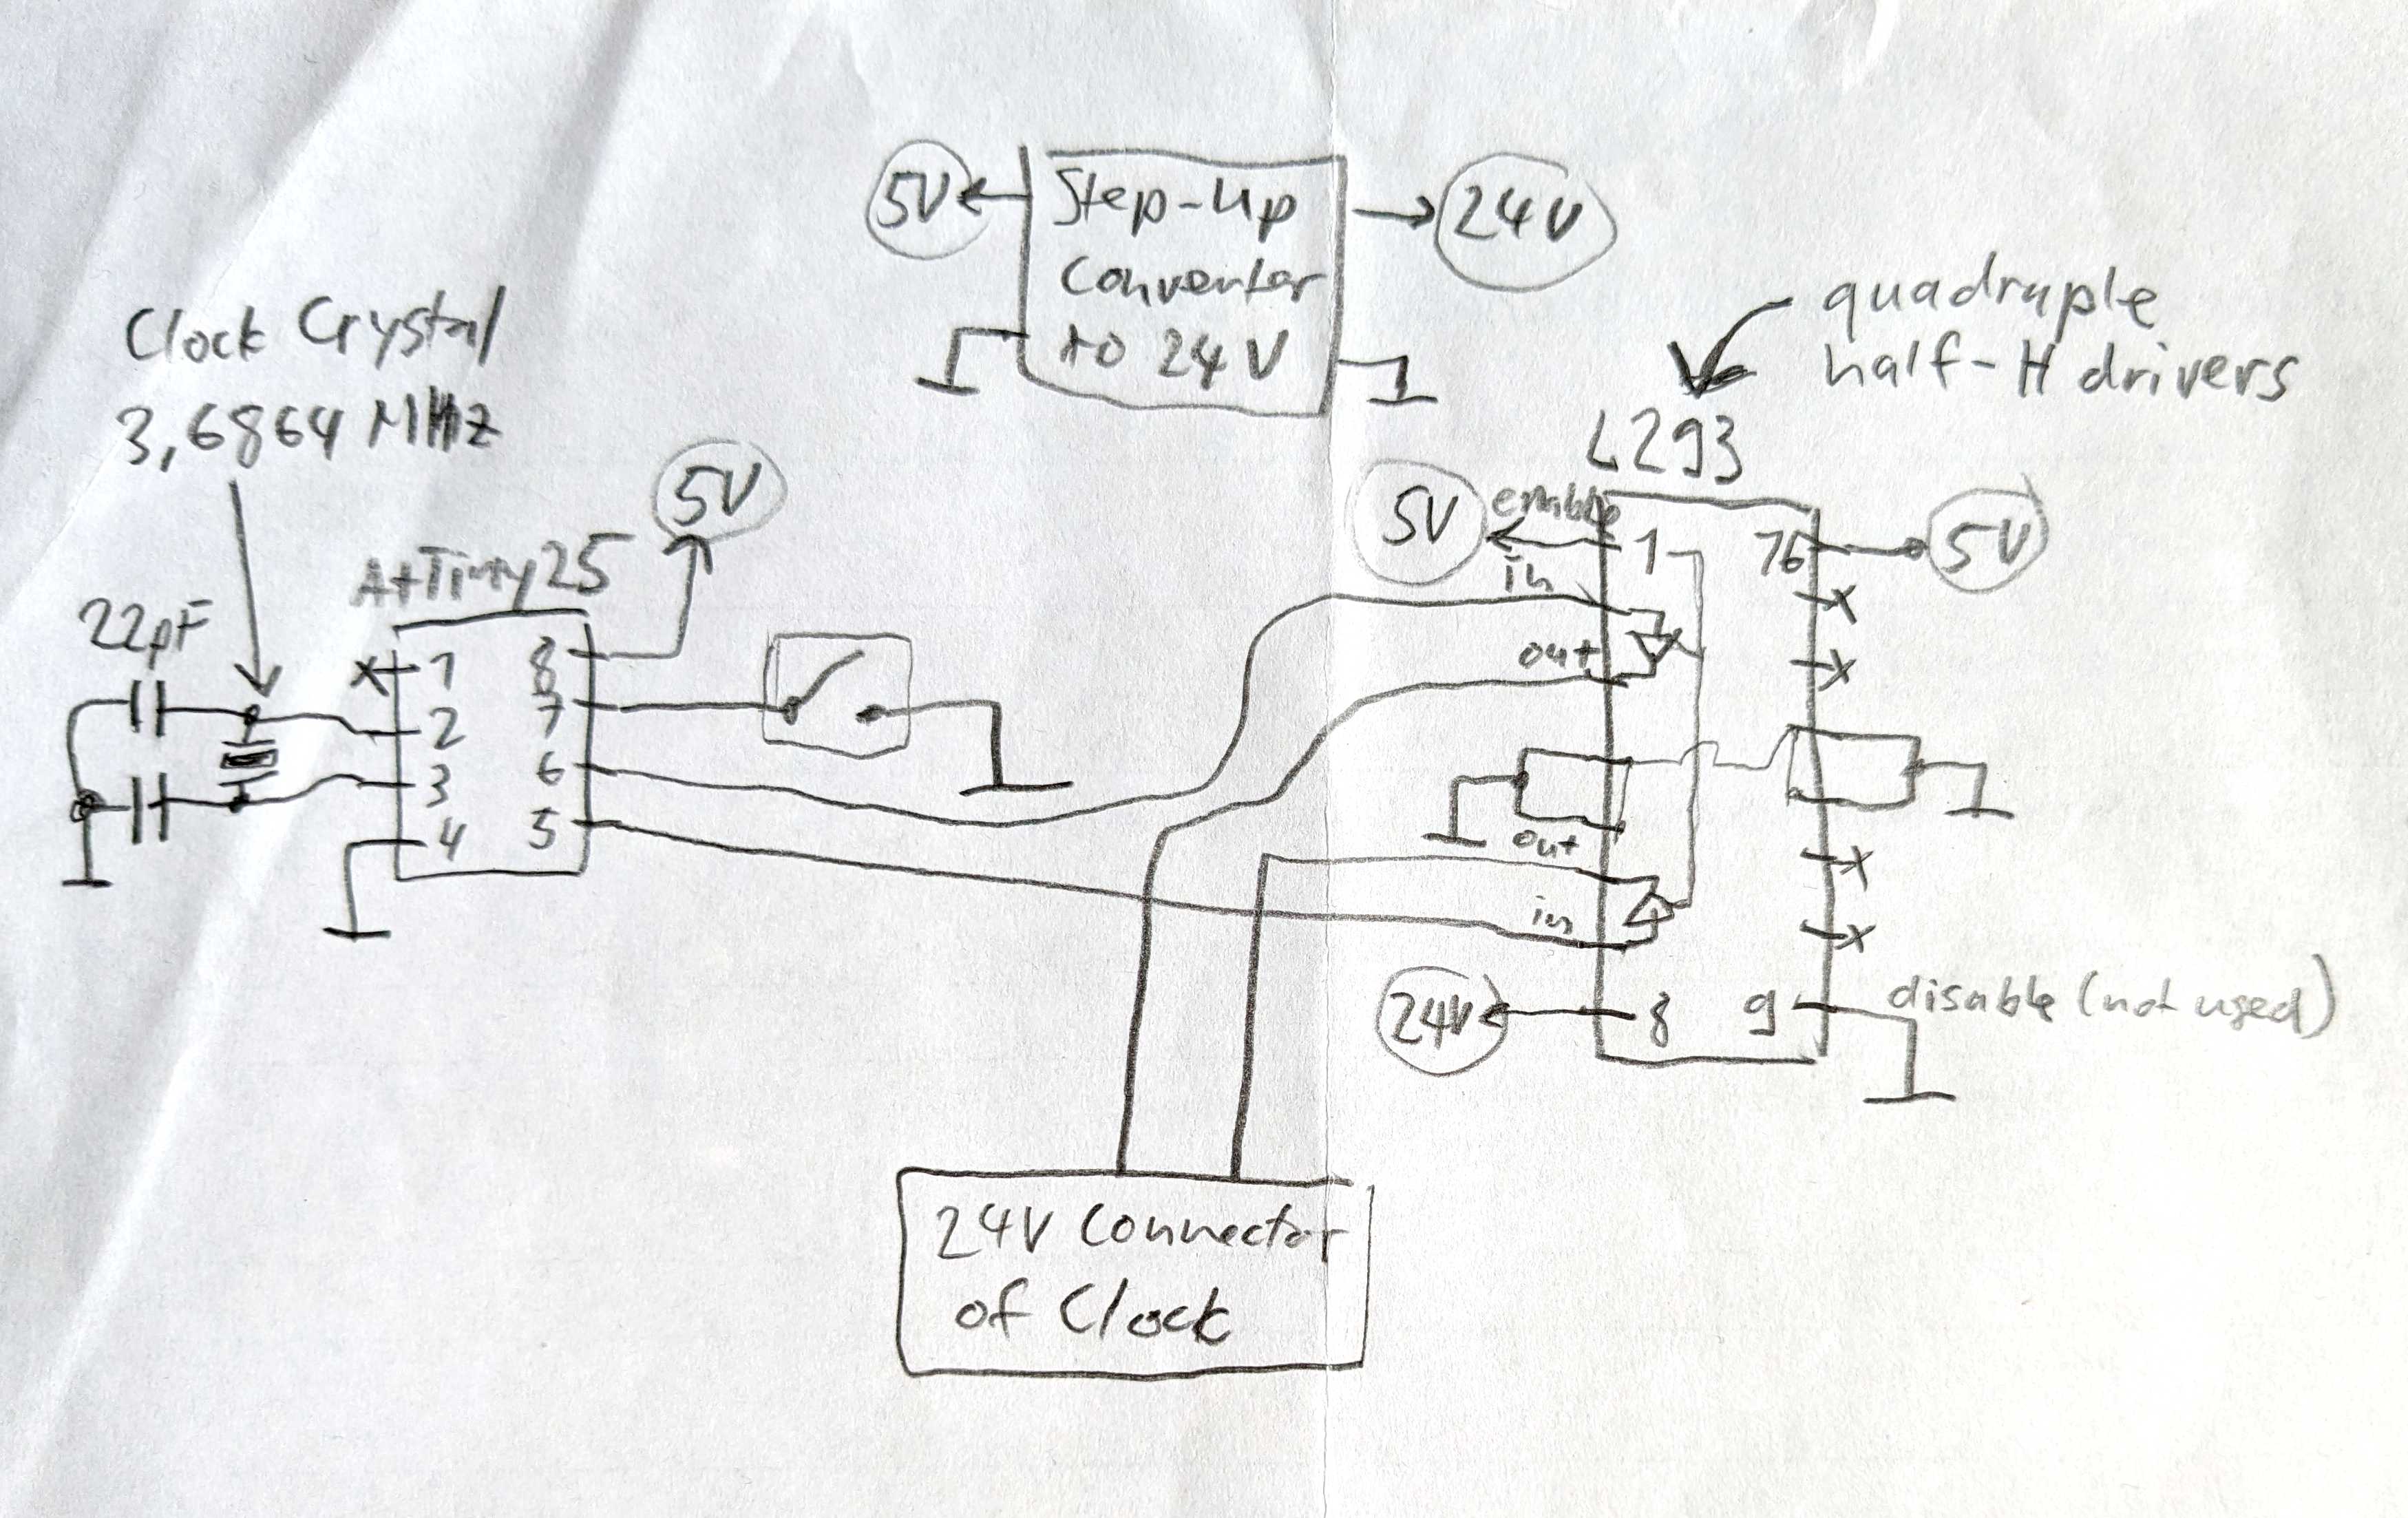 5V
Step-Up
Converter
to 24V
24V
Clock Crystal
3,6864 MHz
quadruple
half-H drivers
L293
5V
ATTiny25
22pF
5V
enable
in
out
1
16
5V
1
2
3
4
8
7
6
5
out
in
24V
8
9
disable (not used)
24V Connector
of Clock